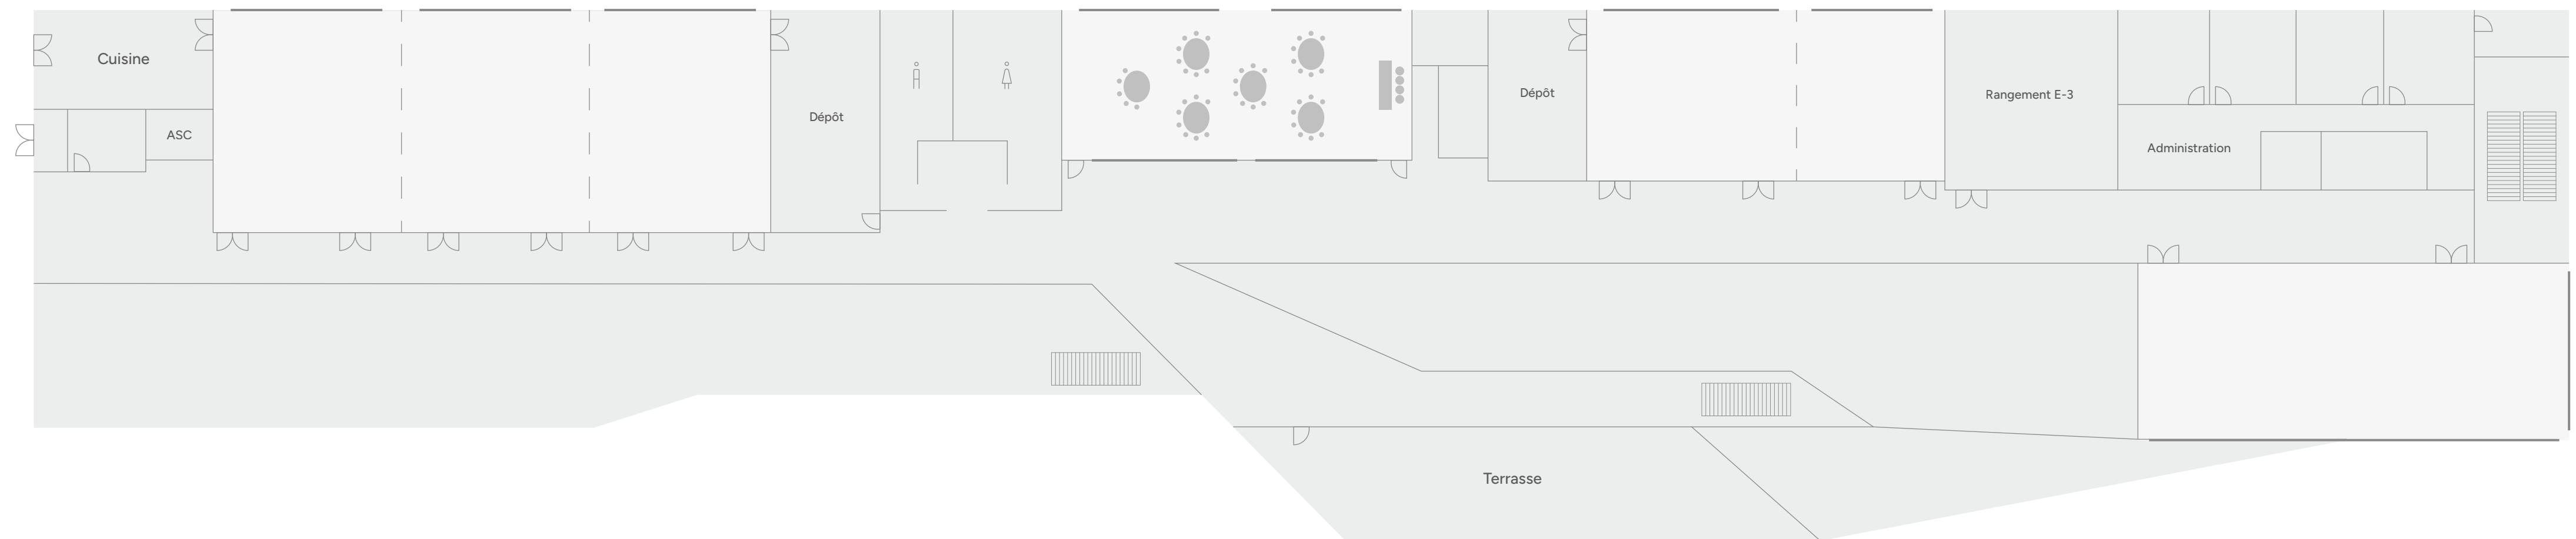 Cuisine
ASC
Dépôt
Dépôt
Rangement E-3
Administration
Terrasse